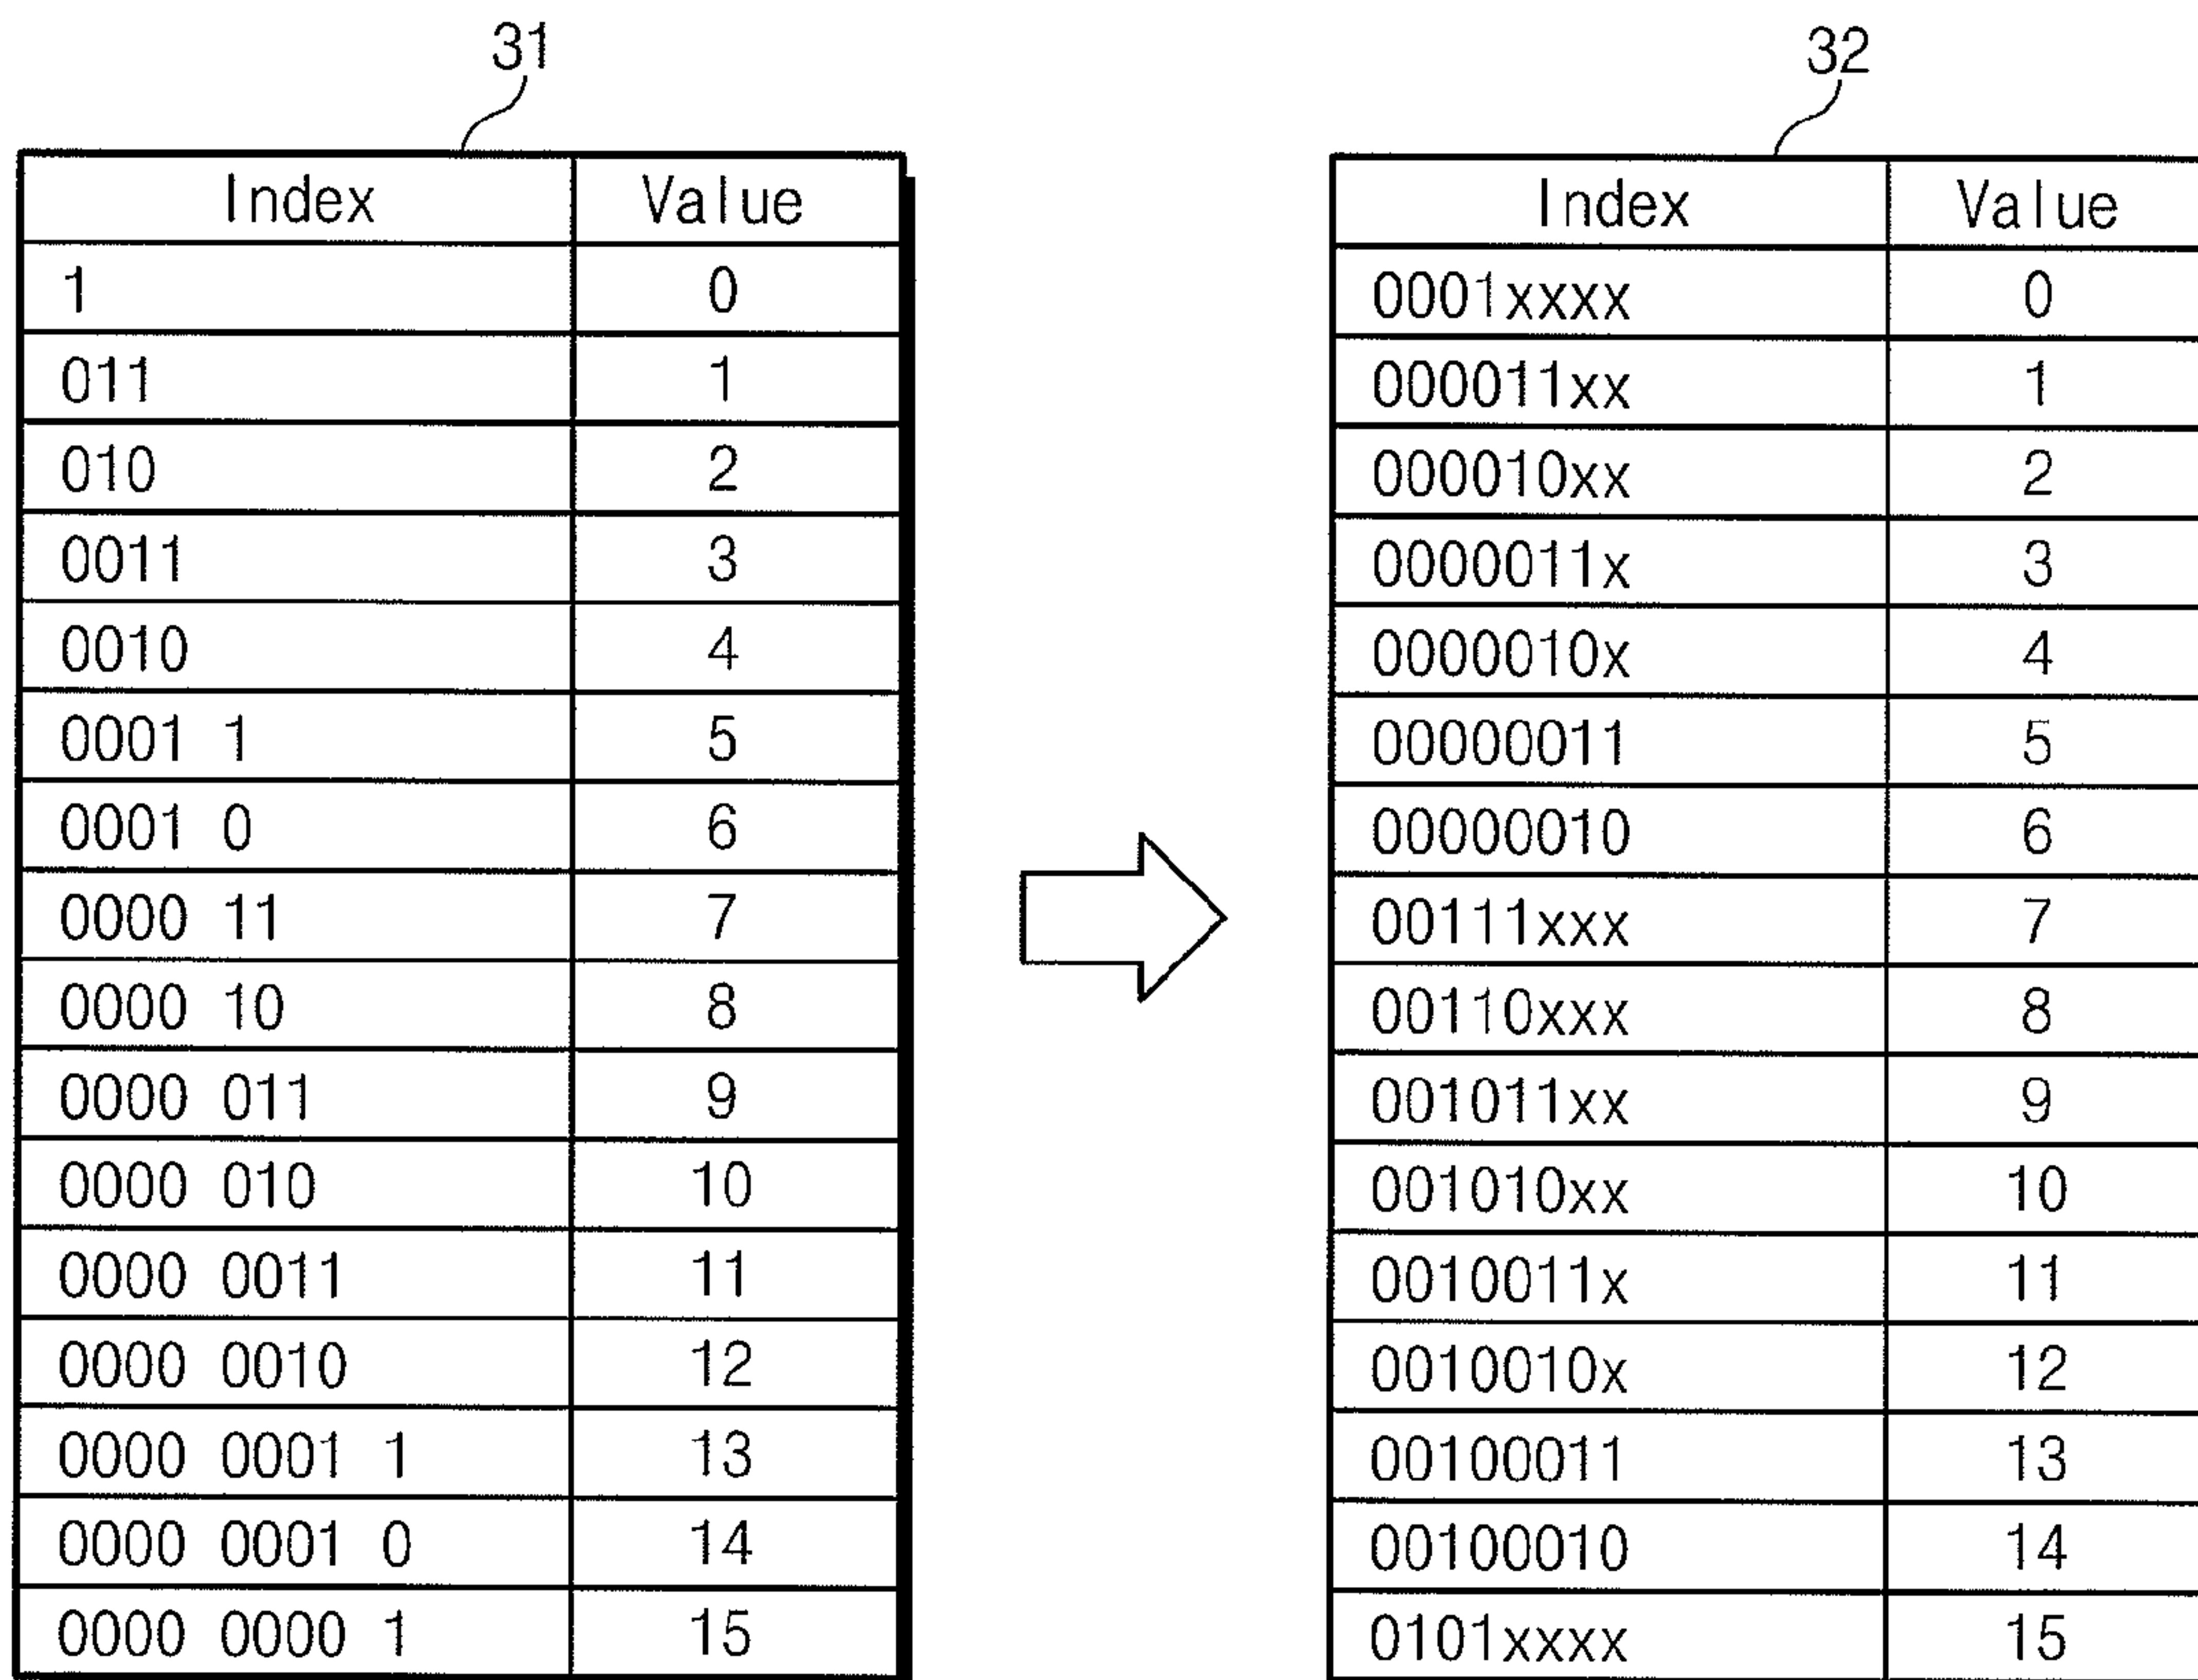 31
32
Index Value
1 0
011 1
010 2
0011 3
0010 4
0001 1 5
0001 0 6
0000 11 7
0000 10 8
0000 011 9
0000 010 10
0000 0011 11
0000 0010 12
0000 0001 1 13
0000 0001 0 14
0000 0000 1 15
Index Value
0001xxxx 0
000011xx 1
000010xx 2
0000011x 3
0000010x 4
00000011 5
00000010 6
00111xxx 7
00110xxx 8
001011xx 9
001010xx 10
0010011x 11
0010010x 12
00100011 13
00100010 14
0101xxxx 15